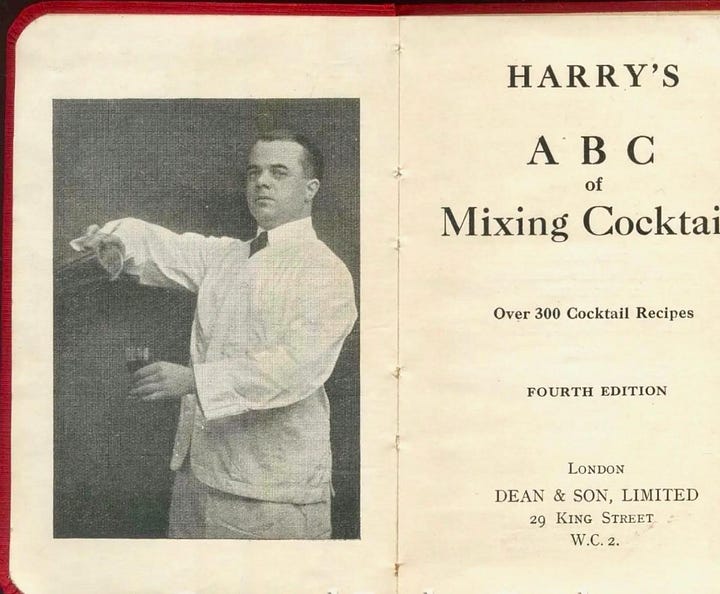 HARRY'S
A B C
of
Mixing Cocktai
Over 300 Cocktail Recipes
FOURTH EDITION
London
DEAN & SON, LIMITED
29 King Street
W.C. 2.